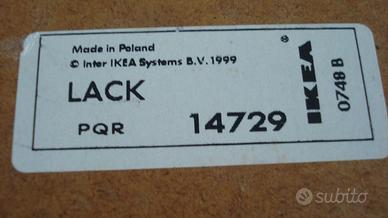 Made in Poland
© Inter IKEA Systems B.V. 1999
LACK
PQR 14729
IKEA®
0748 B
subito